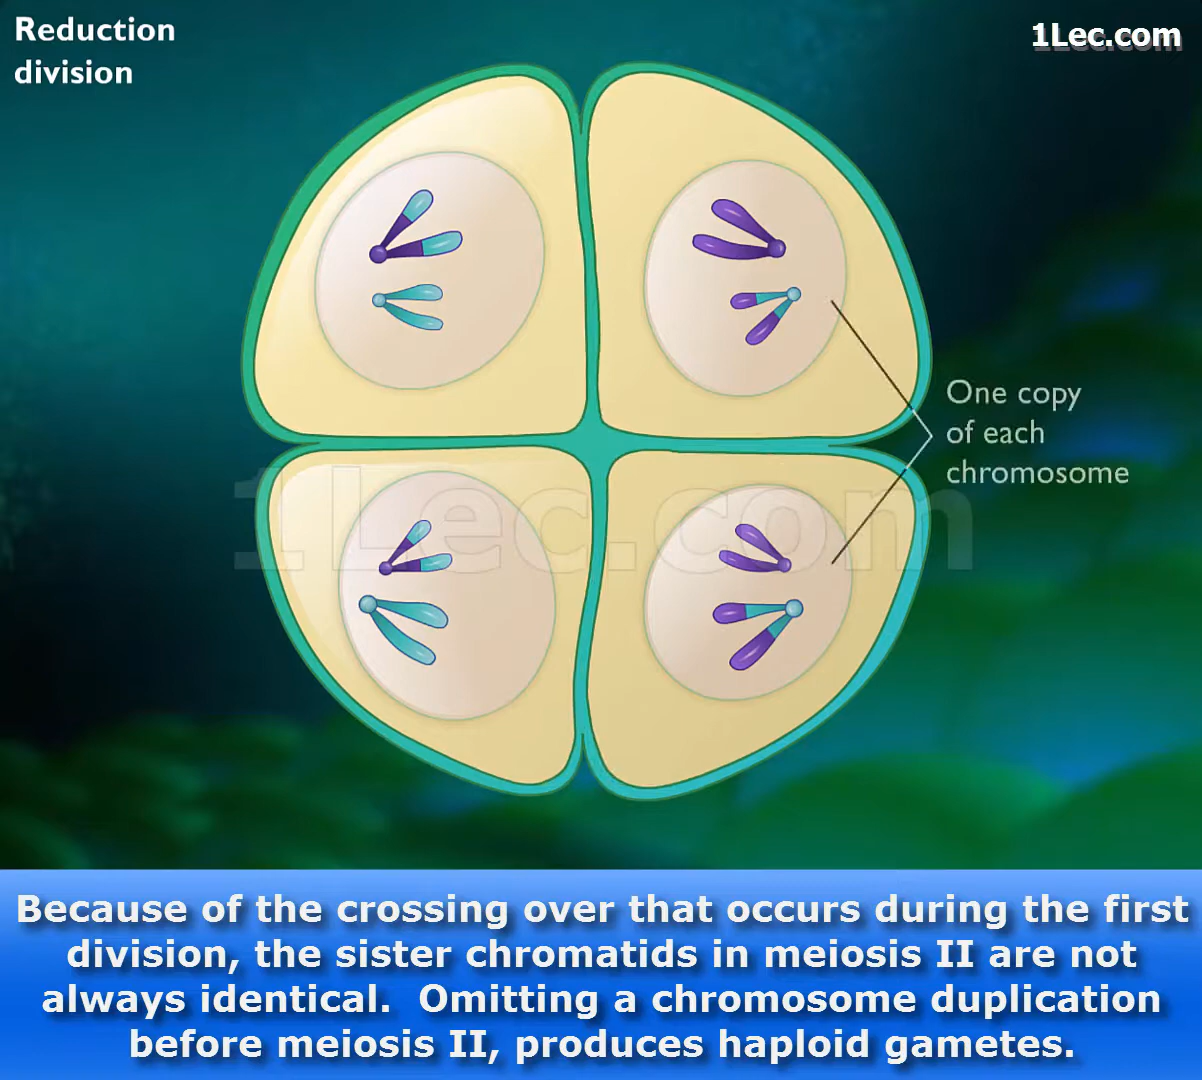 Reduction
division
1Lec.com
One copy
of each
chromosome
1Lec.com
Because of the crossing over that occurs during the first
division, the sister chromatids in meiosis II are not
always identical.  Omitting a chromosome duplication
before meiosis II, produces haploid gametes.